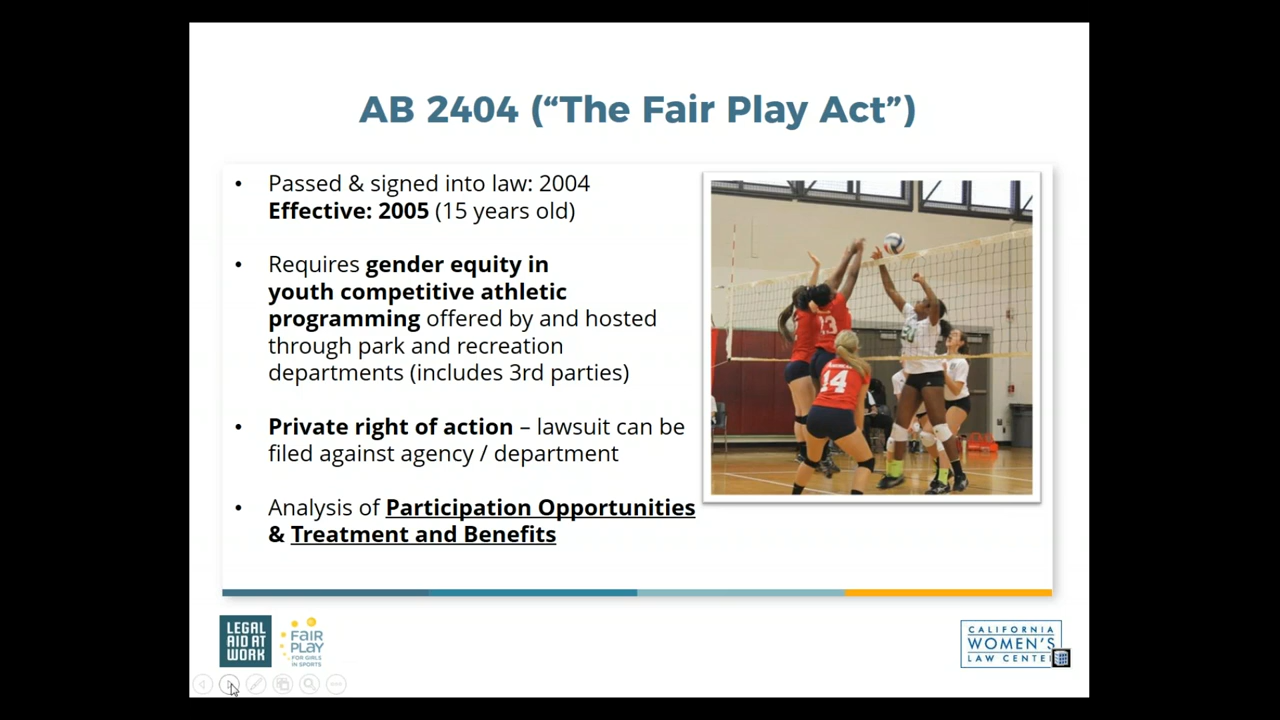 AB 2404 (“The Fair Play Act”)
• Passed & signed into law: 2004
Effective: 2005 (15 years old)
• Requires gender equity in
youth competitive athletic
programming offered by and hosted
through park and recreation
departments (includes 3rd parties)
• Private right of action – lawsuit can be
filed against agency / department
• Analysis of Participation Opportunities
& Treatment and Benefits
13
14
LEGAL
AID AT
WORK
FAIR
PLAY
FOR GIRLS
IN SPORTS
CALIFORNIA
WOMEN'S
LAW CENTE